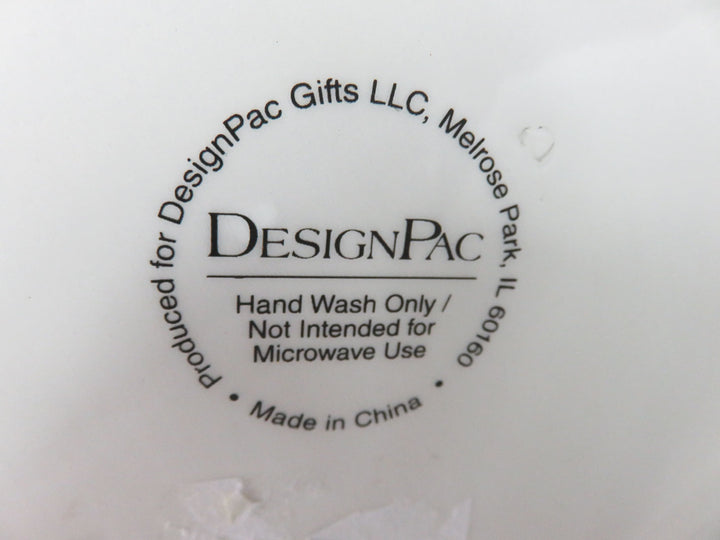 Produced for DesignPac Gifts LLC, Melrose Park, IL 60160
DESIGNPAC
Hand Wash Only /
Not Intended for
Microwave Use
• Made in China •